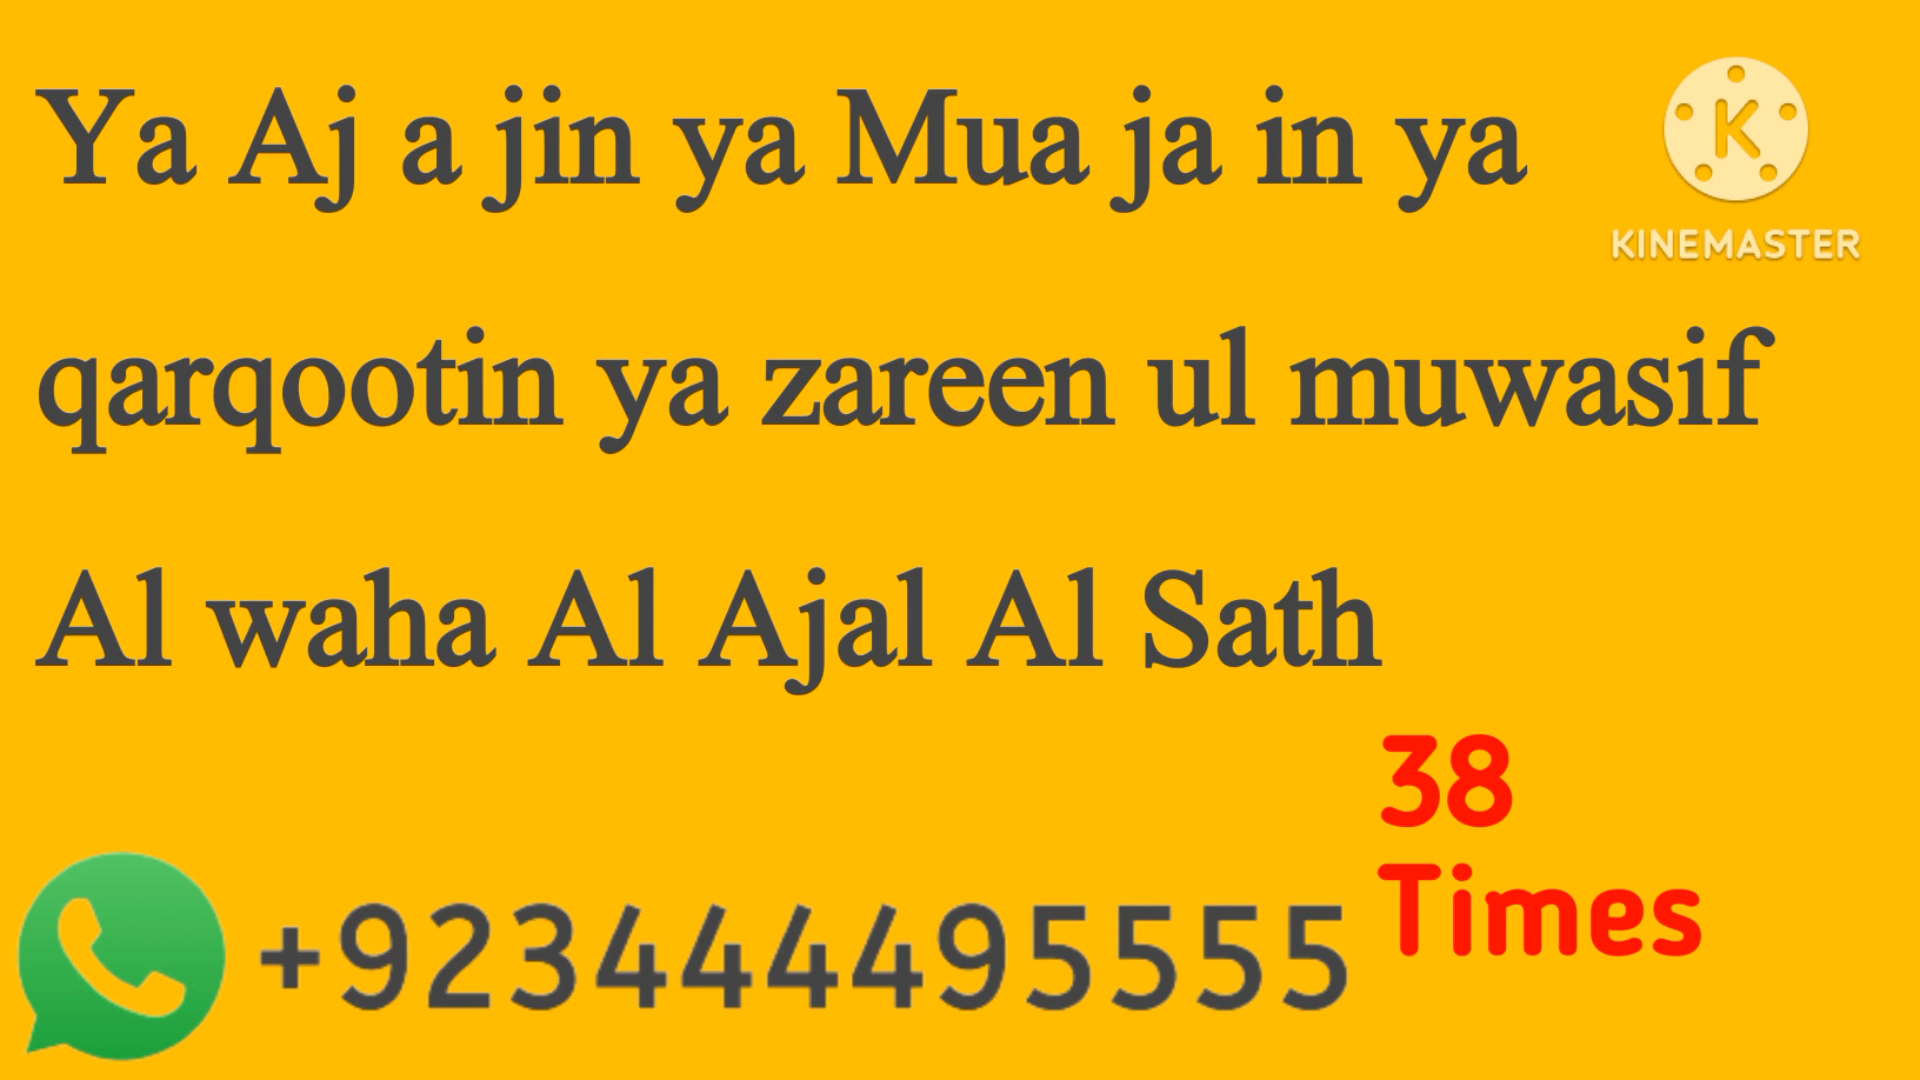 Ya Aj a jin ya Mua ja in ya
KINEMASTER
qarqootin ya zareen ul muwasif
Al waha Al Ajal Al Sath
38
Times
+923444495555